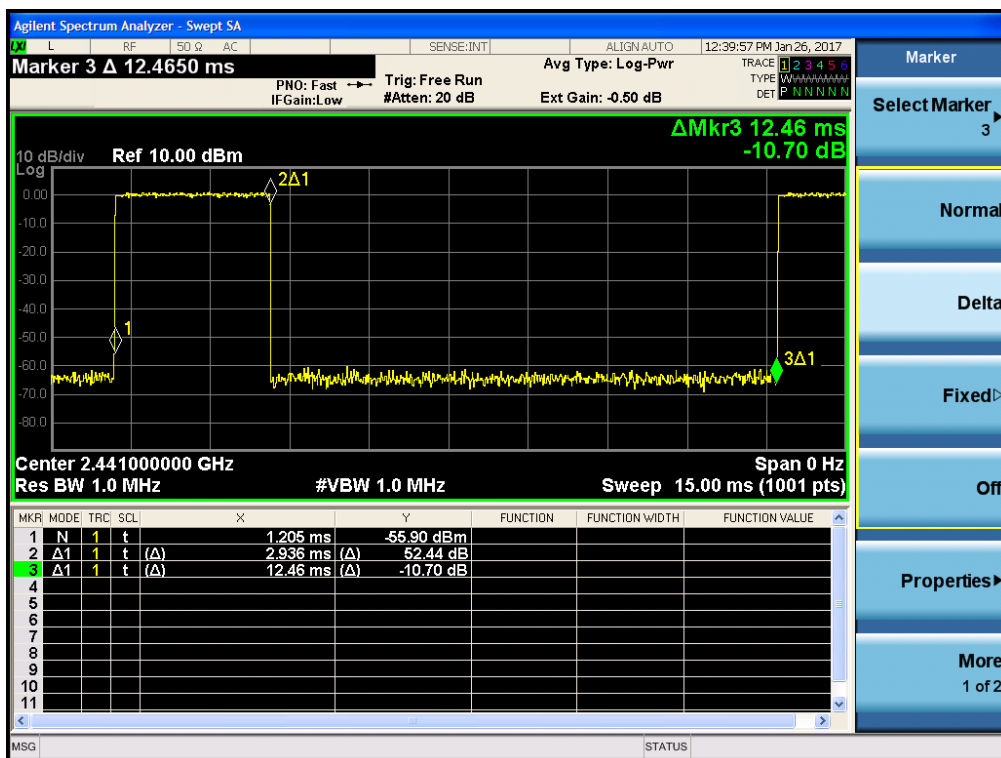 Agilent Spectrum Analyzer - Swept SA
LXI L RF 50 Ω AC SENSE:INT ALIGN AUTO 12:39:57 PM Jan 26, 2017
Marker 3 Δ 12.4650 ms
PNO: Fast
IFGain:Low
Trig: Free Run
#Atten: 20 dB
Avg Type: Log-Pwr
Ext Gain: -0.50 dB
TRACE 1 2 3 4 5 6
TYPE W W W W W W
DET P N N N N N
ΔMkr3 12.46 ms
-10.70 dB
10 dB/div Ref 10.00 dBm
Log
0.00
-10.0
-20.0
-30.0
-40.0
-50.0
-60.0
-70.0
-80.0
2Δ1
1
3Δ1
Center 2.441000000 GHz Span 0 Hz
Res BW 1.0 MHz #VBW 1.0 MHz Sweep 15.00 ms (1001 pts)
MKR MODE TRC SCL X Y FUNCTION FUNCTION WIDTH FUNCTION VALUE
1 N 1 t 1.205 ms -55.90 dBm
2 Δ1 1 t (Δ) 2.936 ms (Δ) 52.44 dB
3 Δ1 1 t (Δ) 12.46 ms (Δ) -10.70 dB
4
5
6
7
8
9
10
11
MSG STATUS
Marker
Select Marker
3
Normal
Delta
Fixed
Off
Properties
More
1 of 2